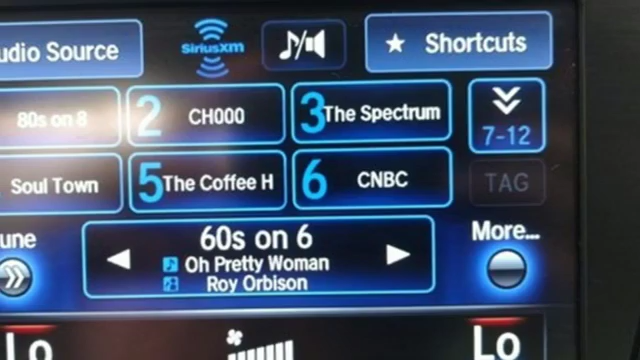 udio Source
SiriusXM
★ Shortcuts
80s on 8
2 CH000
3 The Spectrum
7-12
Soul Town
5 The Coffee H
6 CNBC
TAG
une
60s on 6
More...
Oh Pretty Woman
Roy Orbison
Lo
Lo